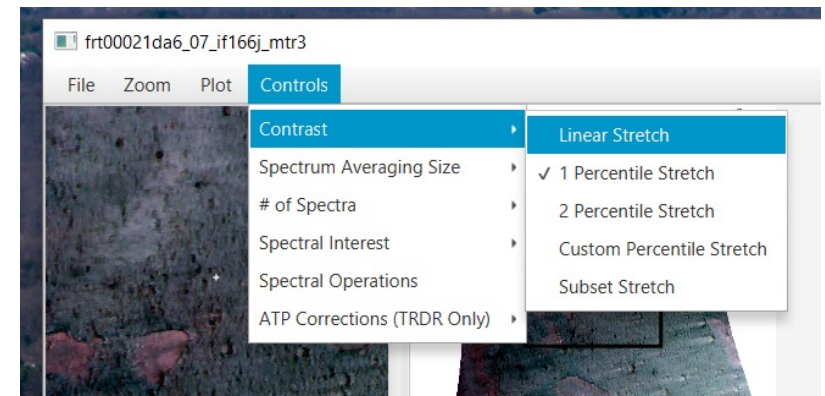 frt00021da6_07_if166j_mtr3
File Zoom Plot Controls
Contrast
Spectrum Averaging Size
# of Spectra
Spectral Interest
Spectral Operations
ATP Corrections (TRDR Only)
Linear Stretch
✓ 1 Percentile Stretch
2 Percentile Stretch
Custom Percentile Stretch
Subset Stretch